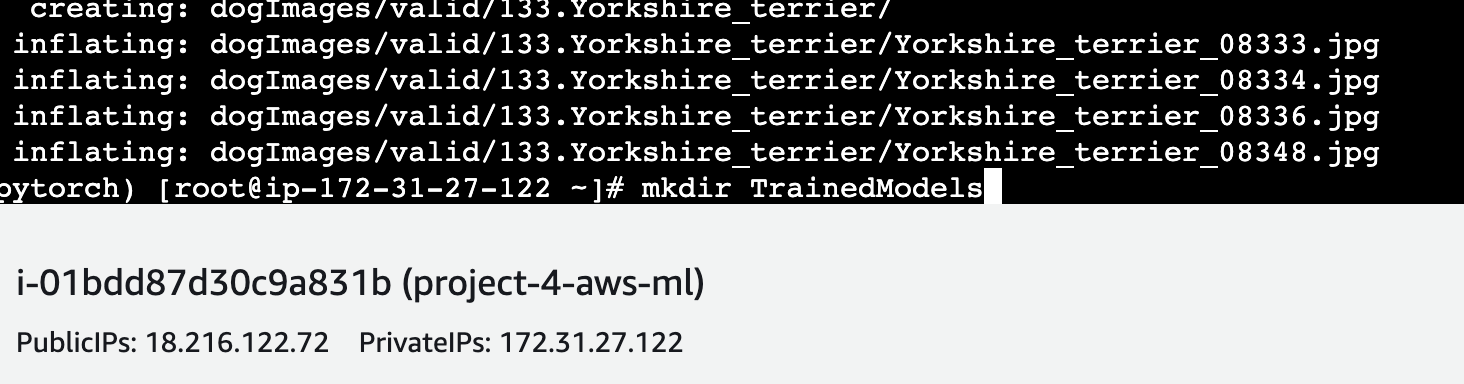 creating: dogImages/valid/133.Yorkshire_terrier/
inflating: dogImages/valid/133.Yorkshire_terrier/Yorkshire_terrier_08333.jpg
inflating: dogImages/valid/133.Yorkshire_terrier/Yorkshire_terrier_08334.jpg
inflating: dogImages/valid/133.Yorkshire_terrier/Yorkshire_terrier_08336.jpg
inflating: dogImages/valid/133.Yorkshire_terrier/Yorkshire_terrier_08348.jpg
pytorch) [root@ip-172-31-27-122 ~]# mkdir TrainedModels
i-01bdd87d30c9a831b (project-4-aws-ml)
PublicIPs: 18.216.122.72 PrivateIPs: 172.31.27.122